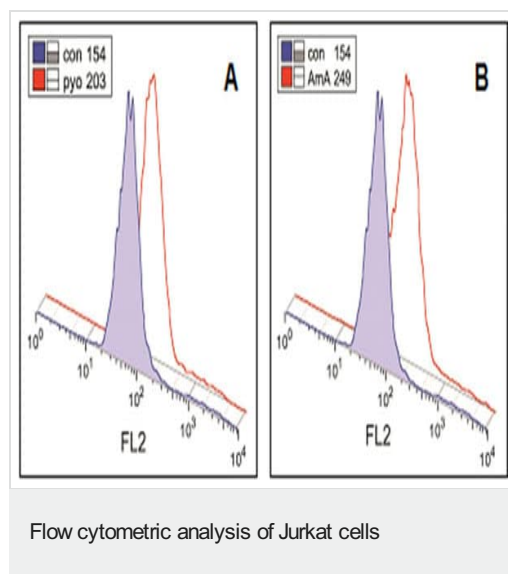 con 154
pyo 203
A
10⁰
10¹
10²
10³
10⁴
FL2
con 154
AmA 249
B
10⁰
10¹
10²
10³
10⁴
FL2
Flow cytometric analysis of Jurkat cells